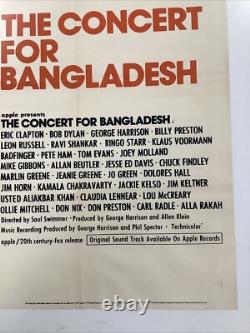 THE CONCERT
FOR
BANGLADESH
apple presents
THE CONCERT FOR BANGLADESH
ERIC CLAPTON · BOB DYLAN · GEORGE HARRISON · BILLY PRESTON
LEON RUSSELL · RAVI SHANKAR · RINGO STARR · KLAUS VOORMANN
BADFINGER · PETE HAM · TOM EVANS · JOEY MOLLAND
MIKE GIBBONS · ALLAN BEUTLER · JESSE ED DAVIS · CHUCK FINDLEY
MARLIN GREENE · JEANIE GREENE · JO GREEN · DOLORES HALL
JIM HORN · KAMALA CHAKRAVARTY · JACKIE KELSO · JIM KELTNER
USTED ALIAKBAR KHAN · CLAUDIA LENNEAR · LOU McCREARY
OLLIE MITCHELL · DON NIX · DON PRESTON · CARL RADLE · ALLA RAKAH
Directed by Saul Swimmer · Produced by George Harrison and Allen Klein
Music Recording Produced by George Harrison and Phil Spector · Technicolor®
apple / 20th century-fox release Original Sound Track Available On Apple Records
thumbimg.com